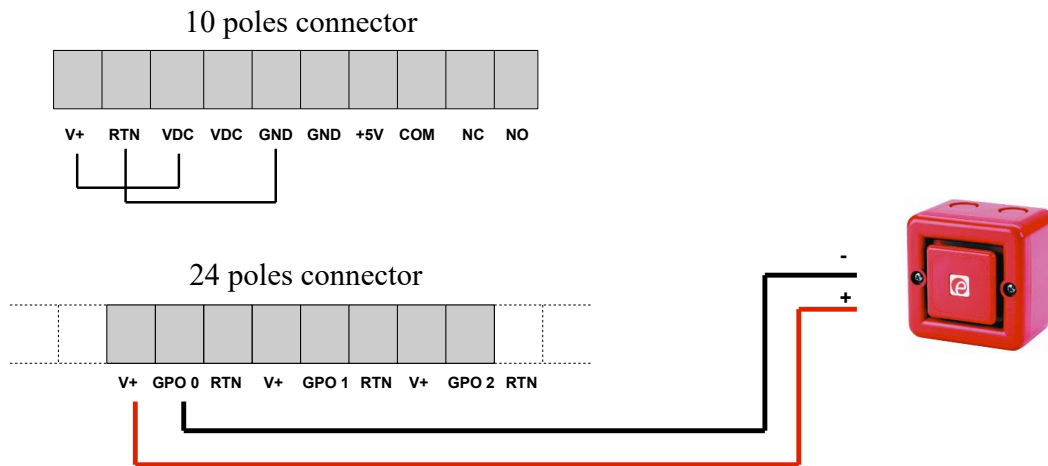 10 poles connector
V+ RTN VDC VDC GND GND +5V COM NC NO
-
+
24 poles connector
V+ GPO 0 RTN V+ GPO 1 RTN V+ GPO 2 RTN
e